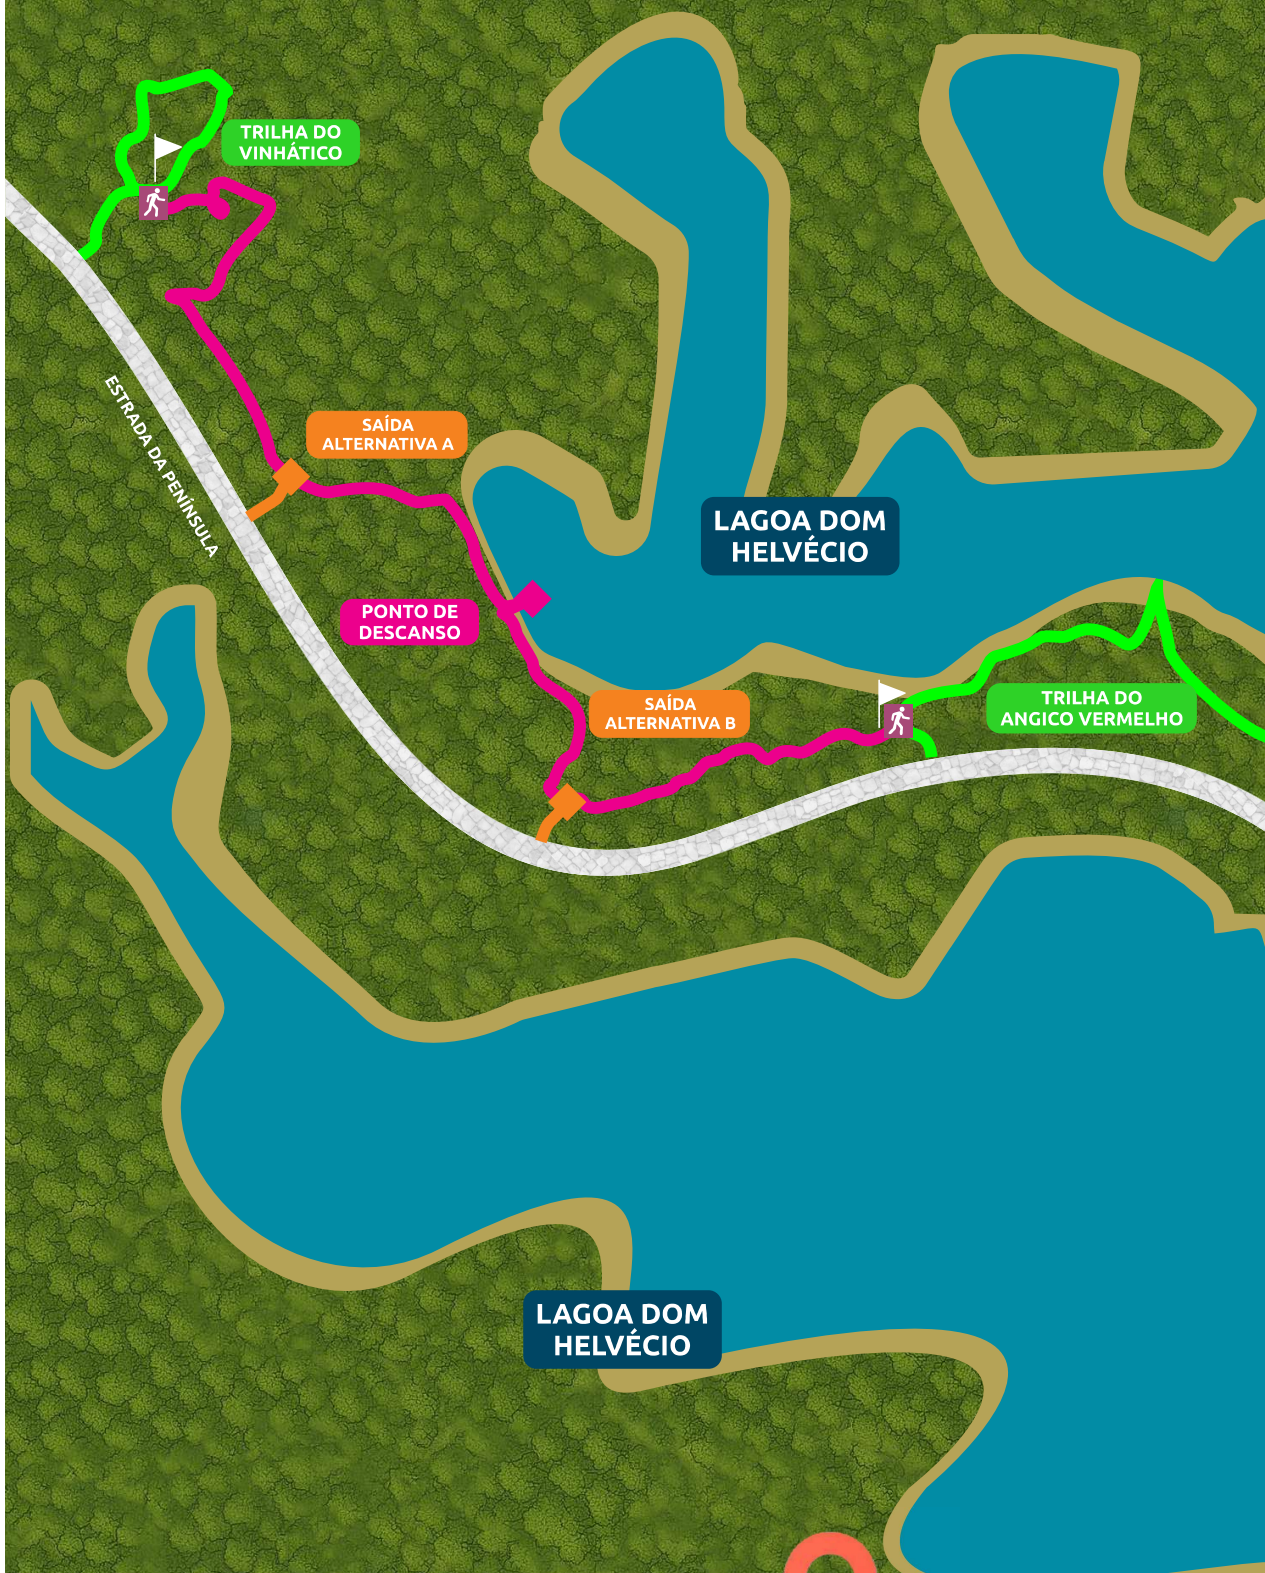 TRILHA DO
VINHÁTICO
ESTRADA DA PENÍNSULA
SAÍDA
ALTERNATIVA A
LAGOA DOM
HELVÉCIO
PONTO DE
DESCANSO
SAÍDA
ALTERNATIVA B
TRILHA DO
ANGICO VERMELHO
LAGOA DOM
HELVÉCIO